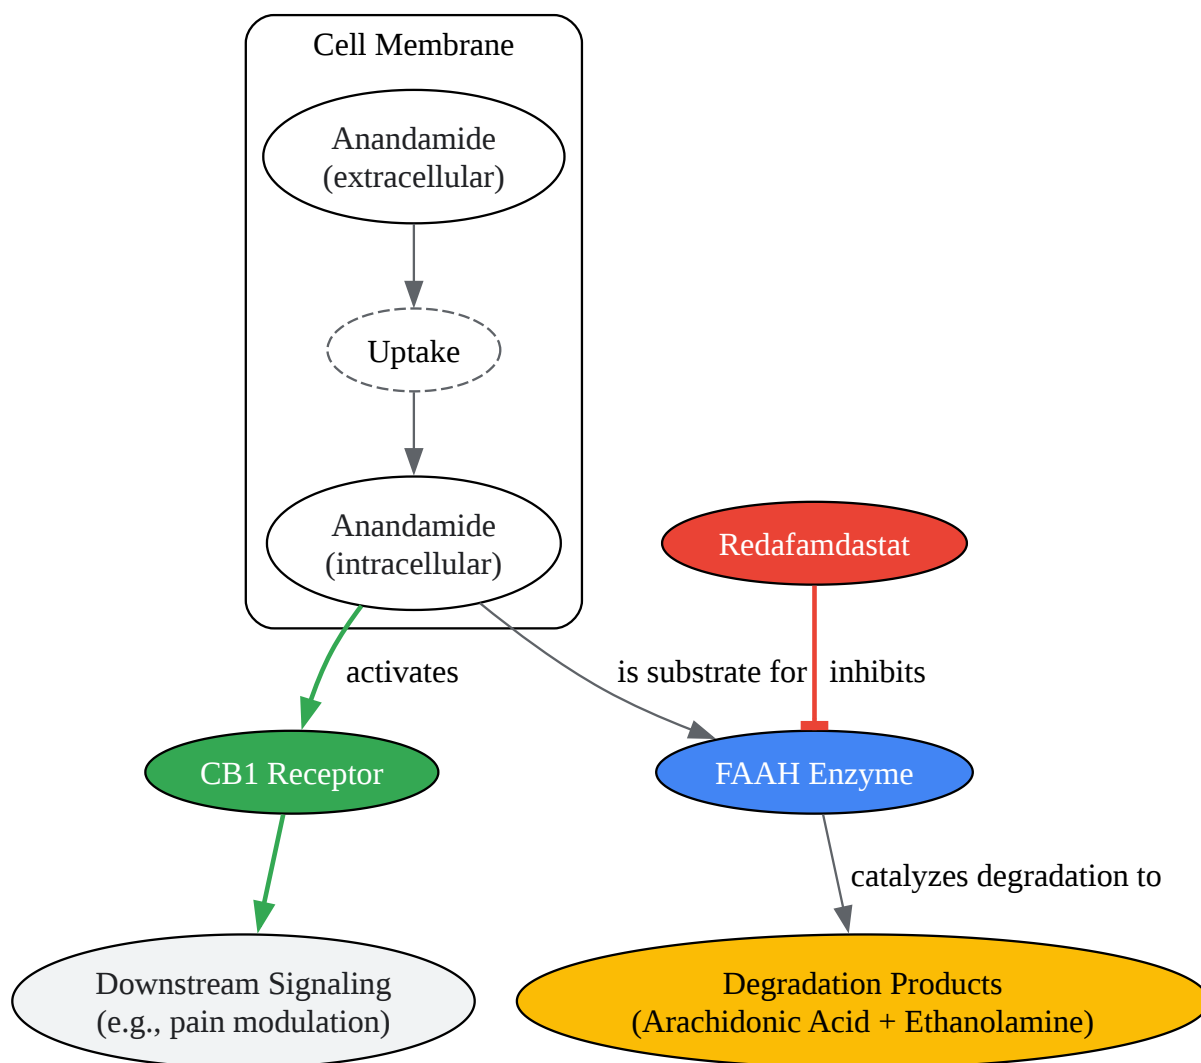 Cell Membrane
Anandamide
(extracellular)
Uptake
Anandamide
(intracellular)
Redafamdastat
activates
is substrate for
inhibits
CB1 Receptor
FAAH Enzyme
catalyzes degradation to
Downstream Signaling
(e.g., pain modulation)
Degradation Products
(Arachidonic Acid + Ethanolamine)